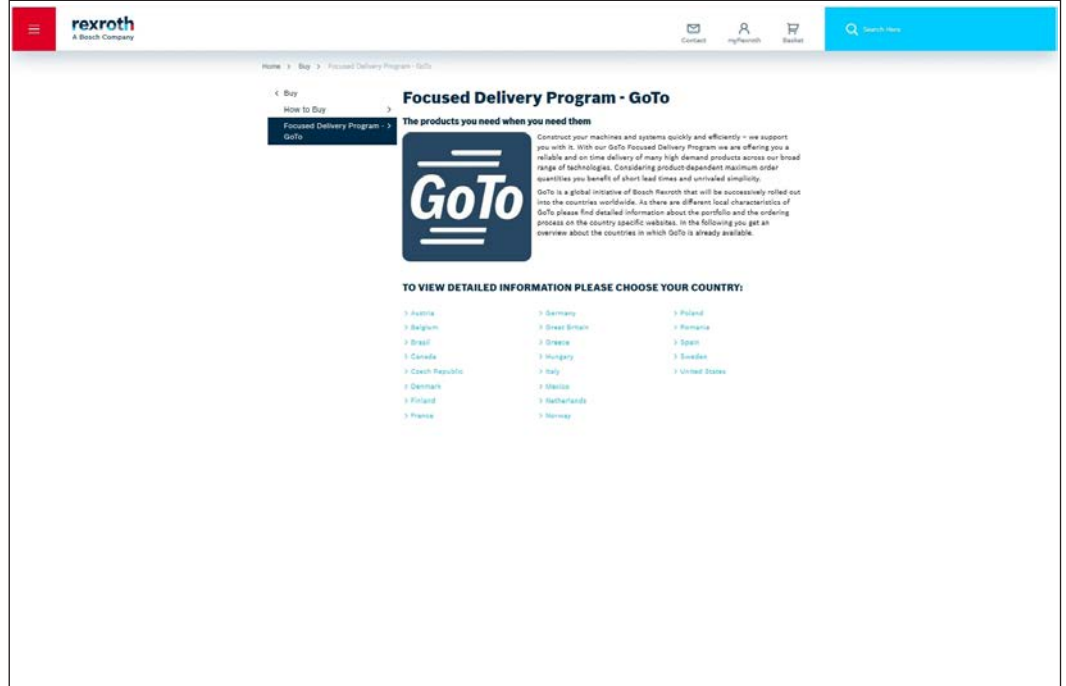 rexroth
A Bosch Company
Contact
myRexroth
Basket
Search Here
Home > Buy > Focused Delivery Program - GoTo
< Buy
How to Buy >
Focused Delivery Program - >
GoTo
Focused Delivery Program - GoTo
The products you need when you need them
GoTo
Construct your machines and systems quickly and efficiently – we support
you with it. With our GoTo Focused Delivery Program we are offering you a
reliable and on time delivery of many high demand products across our broad
range of technologies. Considering product-dependent maximum order
quantities you benefit of short lead times and unrivaled simplicity.
GoTo is a global initiative of Bosch Rexroth that will be successively rolled out
into the countries worldwide. As there are different local characteristics of
GoTo please find detailed information about the portfolio and the ordering
process on the country specific websites. In the following you get an
overview about the countries in which GoTo is already available.
TO VIEW DETAILED INFORMATION PLEASE CHOOSE YOUR COUNTRY:
> Austria
> Belgium
> Brasil
> Canada
> Czech Republic
> Denmark
> Finland
> France
> Germany
> Great Britain
> Greece
> Hungary
> Italy
> Mexico
> Netherlands
> Norway
> Poland
> Romania
> Spain
> Sweden
> United States